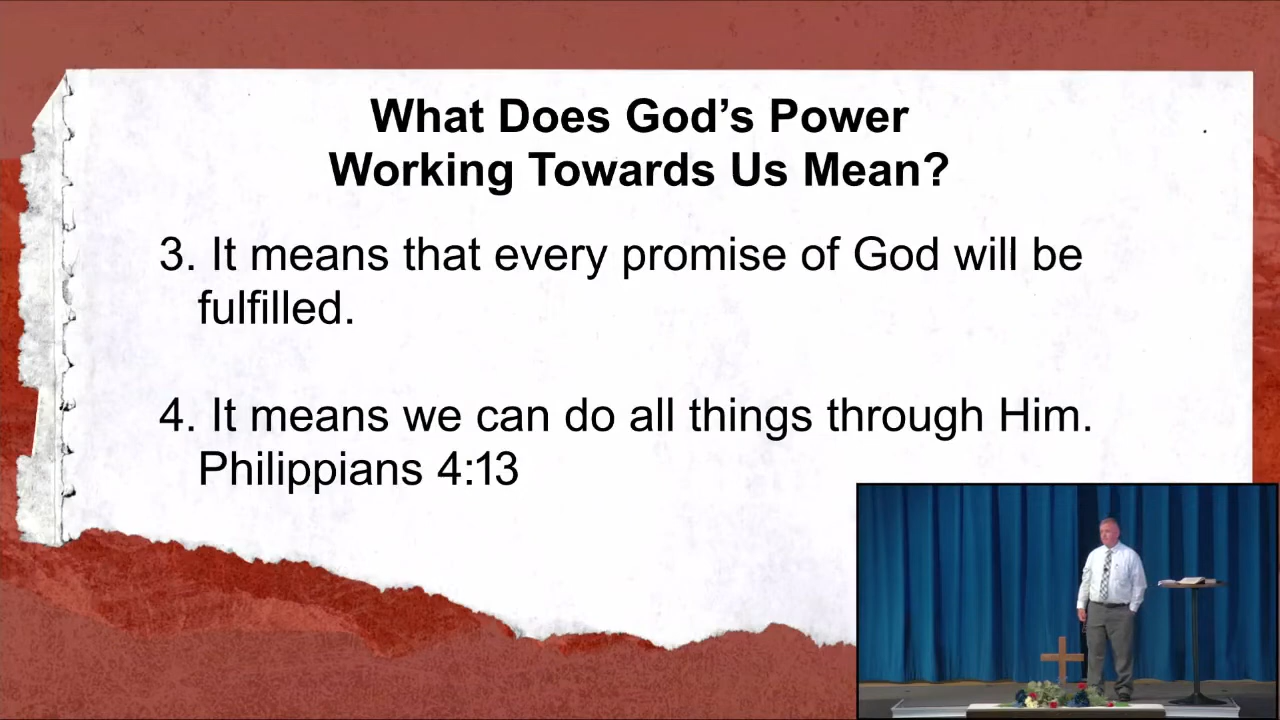 What Does God’s Power
Working Towards Us Mean?
3. It means that every promise of God will be
fulfilled.
4. It means we can do all things through Him.
Philippians 4:13